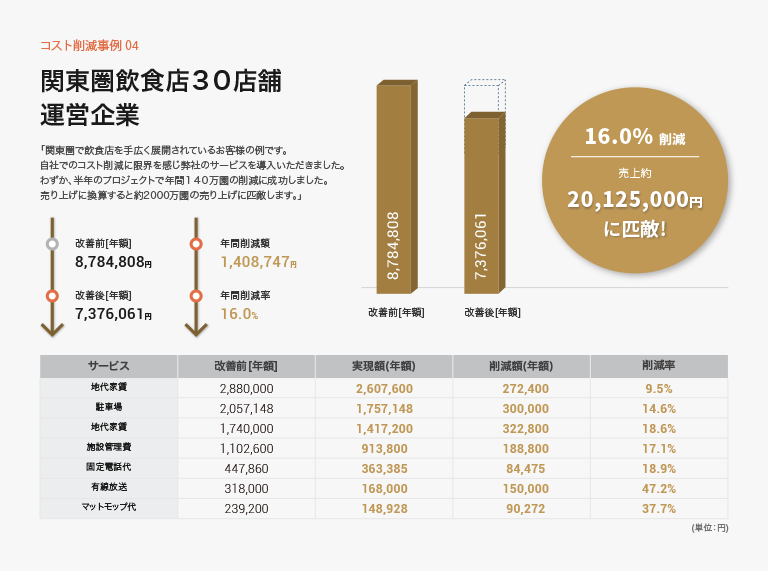 コスト削減事例 04
関東圏飲食店３０店舗
運営企業
「関東圏で飲食店を手広く展開されているお客様の例です。
自社でのコスト削減に限界を感じ弊社のサービスを導入いただきました。
わずか、半年のプロジェクトで年間１４０万圓の削減に成功しました。
売り上げに換算すると約2000万圓の売り上げに匹敵します。」
改善前[年額]
8,784,808円
改善後[年額]
7,376,061円
年間削減額
1,408,747円
年間削減率
16.0%
8,784,808
7,376,061
改善前[年額]
改善後[年額]
16.0% 削減
売上約
20,125,000円
に匹敵!
サービス 改善前[年額] 実現額(年額) 削減額(年額) 削減率
地代家賃 2,880,000 2,607,600 272,400 9.5%
駐車場 2,057,148 1,757,148 300,000 14.6%
地代家賃 1,740,000 1,417,200 322,800 18.6%
施設管理費 1,102,600 913,800 188,800 17.1%
固定電話代 447,860 363,385 84,475 18.9%
有線放送 318,000 168,000 150,000 47.2%
マットモップ代 239,200 148,928 90,272 37.7%
(単位：円)